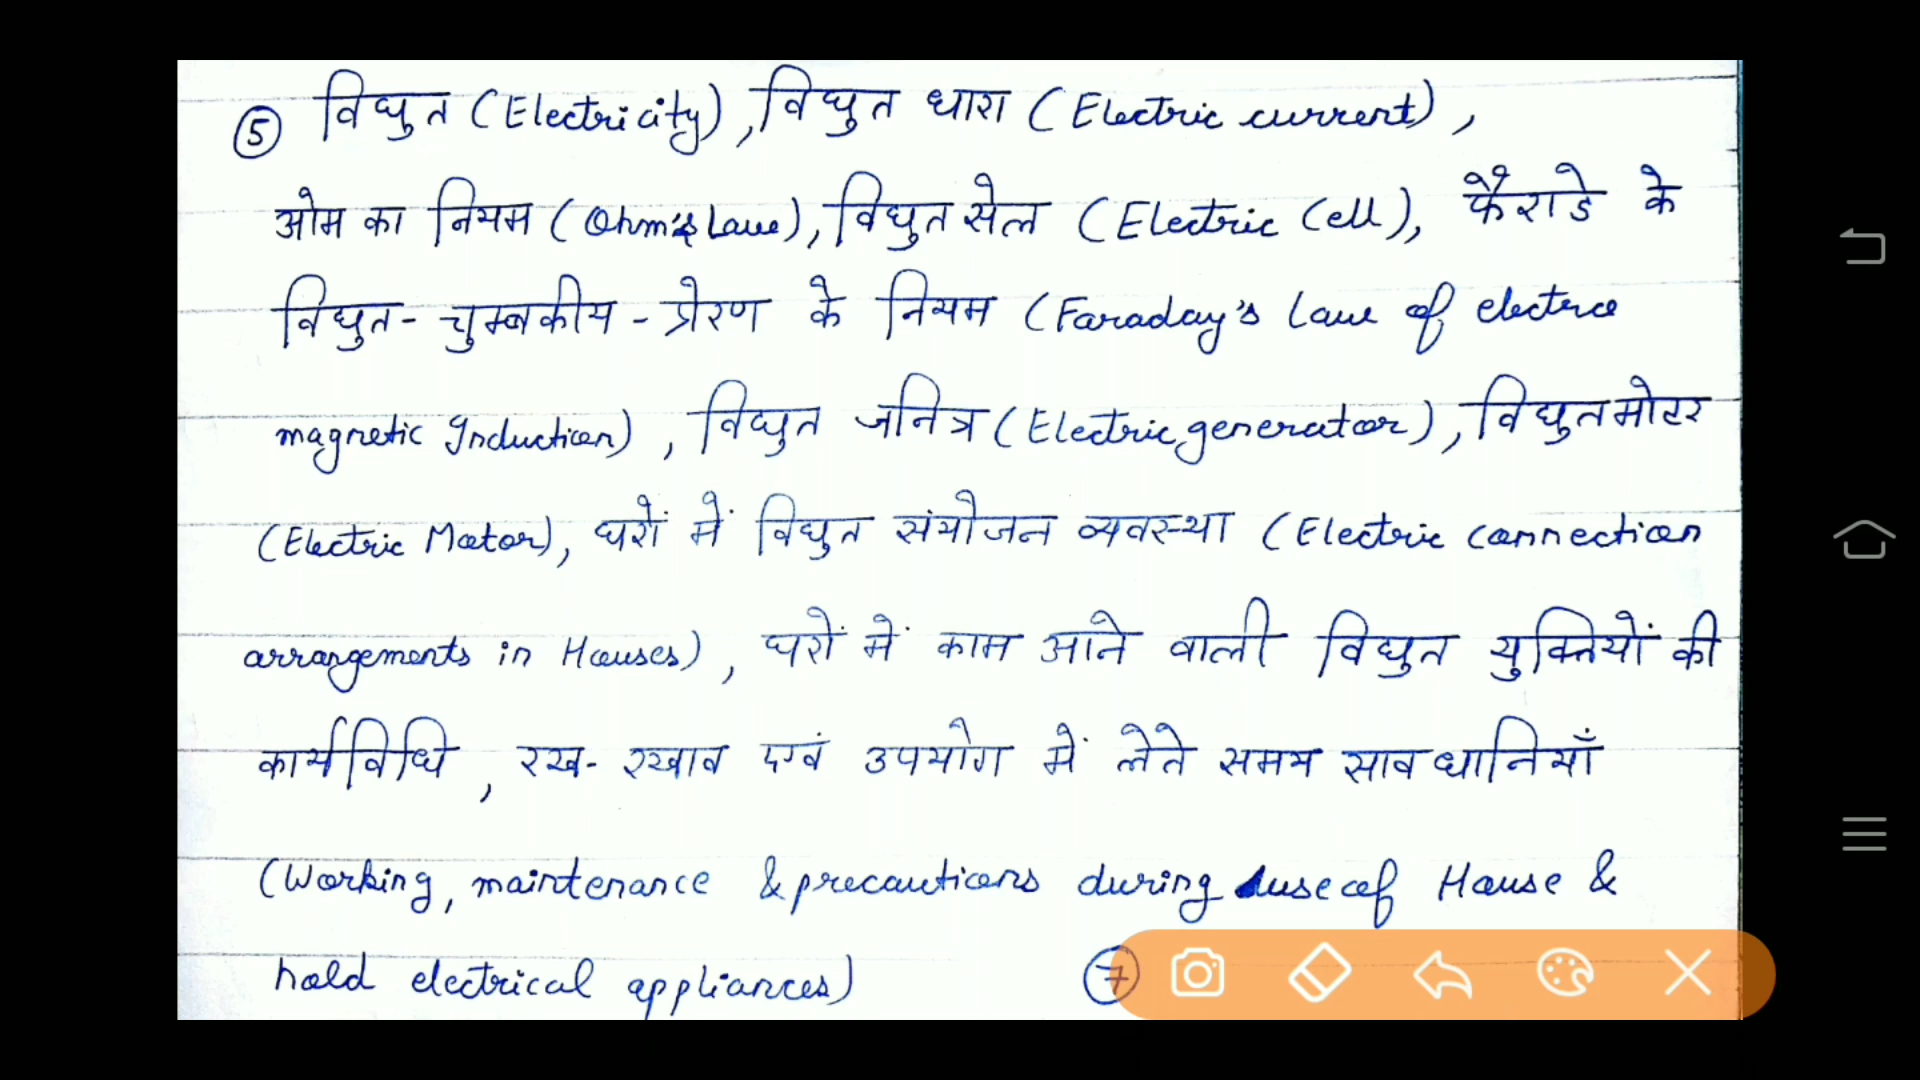 ⑤ विधुत (Electricity), विधुत धारा (Electric current),
ओम का नियम (Ohm's Law), विधुत सेल (Electric Cell), फैराडे के
विधुत - चुम्बकीय - प्रेरण के नियम (Faraday's Law of electrce
magnetic Induction), विधुत जनित्र (Electric generator), विधुत मोटर
(Electric Motor), घरों में विधुत संयोजन व्यवस्था (Electric connection
arrangements in Houses), घरों में काम आने वाली विधुत युक्तियों की
कार्यविधि, रख-रखाव एवं उपयोग में लेते समय सावधानियाँ
(Working, maintenance & precautions during use of House &
hold electrical appliances) ⑦